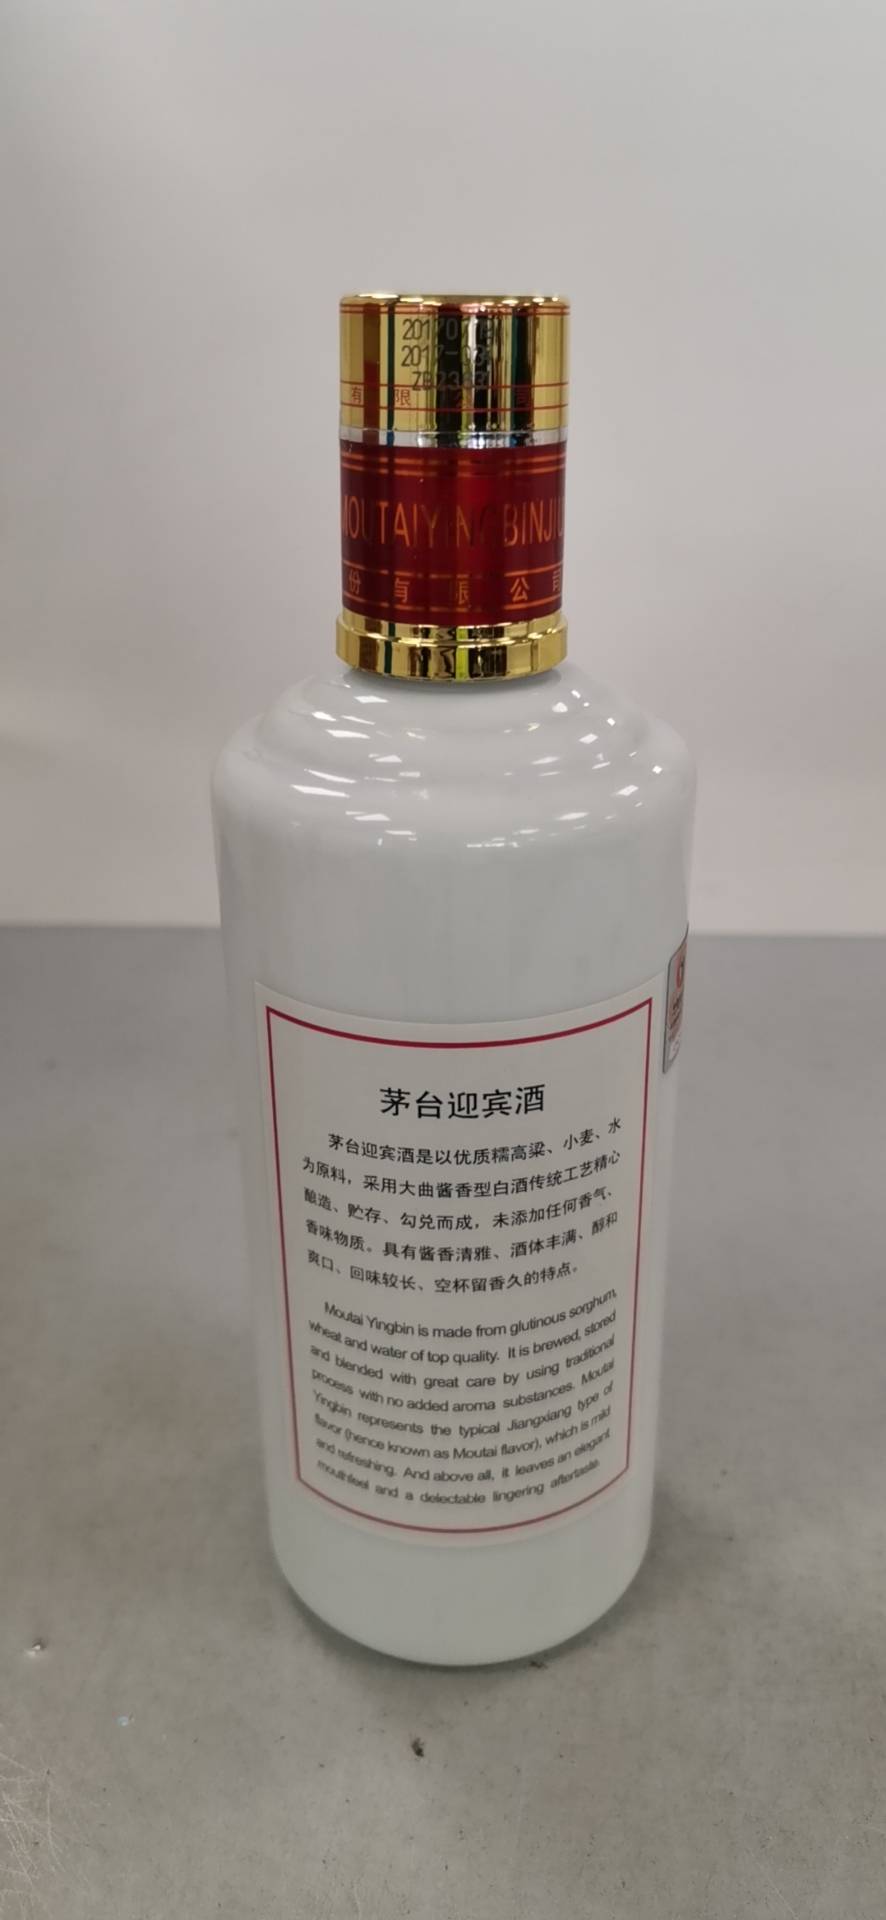 有限公司
MOUTAIYINGBINJIU
份有限公司
茅台迎宾酒
茅台迎宾酒是以优质糯高粱、小麦、水
为原料，采用大曲酱香型白酒传统工艺精心
酿造、贮存、勾兑而成，未添加任何香气、
香味物质。具有酱香清雅、酒体丰满、醇和
爽口、回味较长、空杯留香久的特点。
Moutai Yingbin is made from glutinous sorghum,
wheat and water of top quality. It is brewed, stored
and blended with great care by using traditional
process with no added aroma substances. Moutai
Yingbin represents the typical Jiangxiang type of
flavor (hence known as Moutai flavor), which is mild
and refreshing. And above all, it leaves an elegant
mouthfeel and a delectable lingering aftertaste.